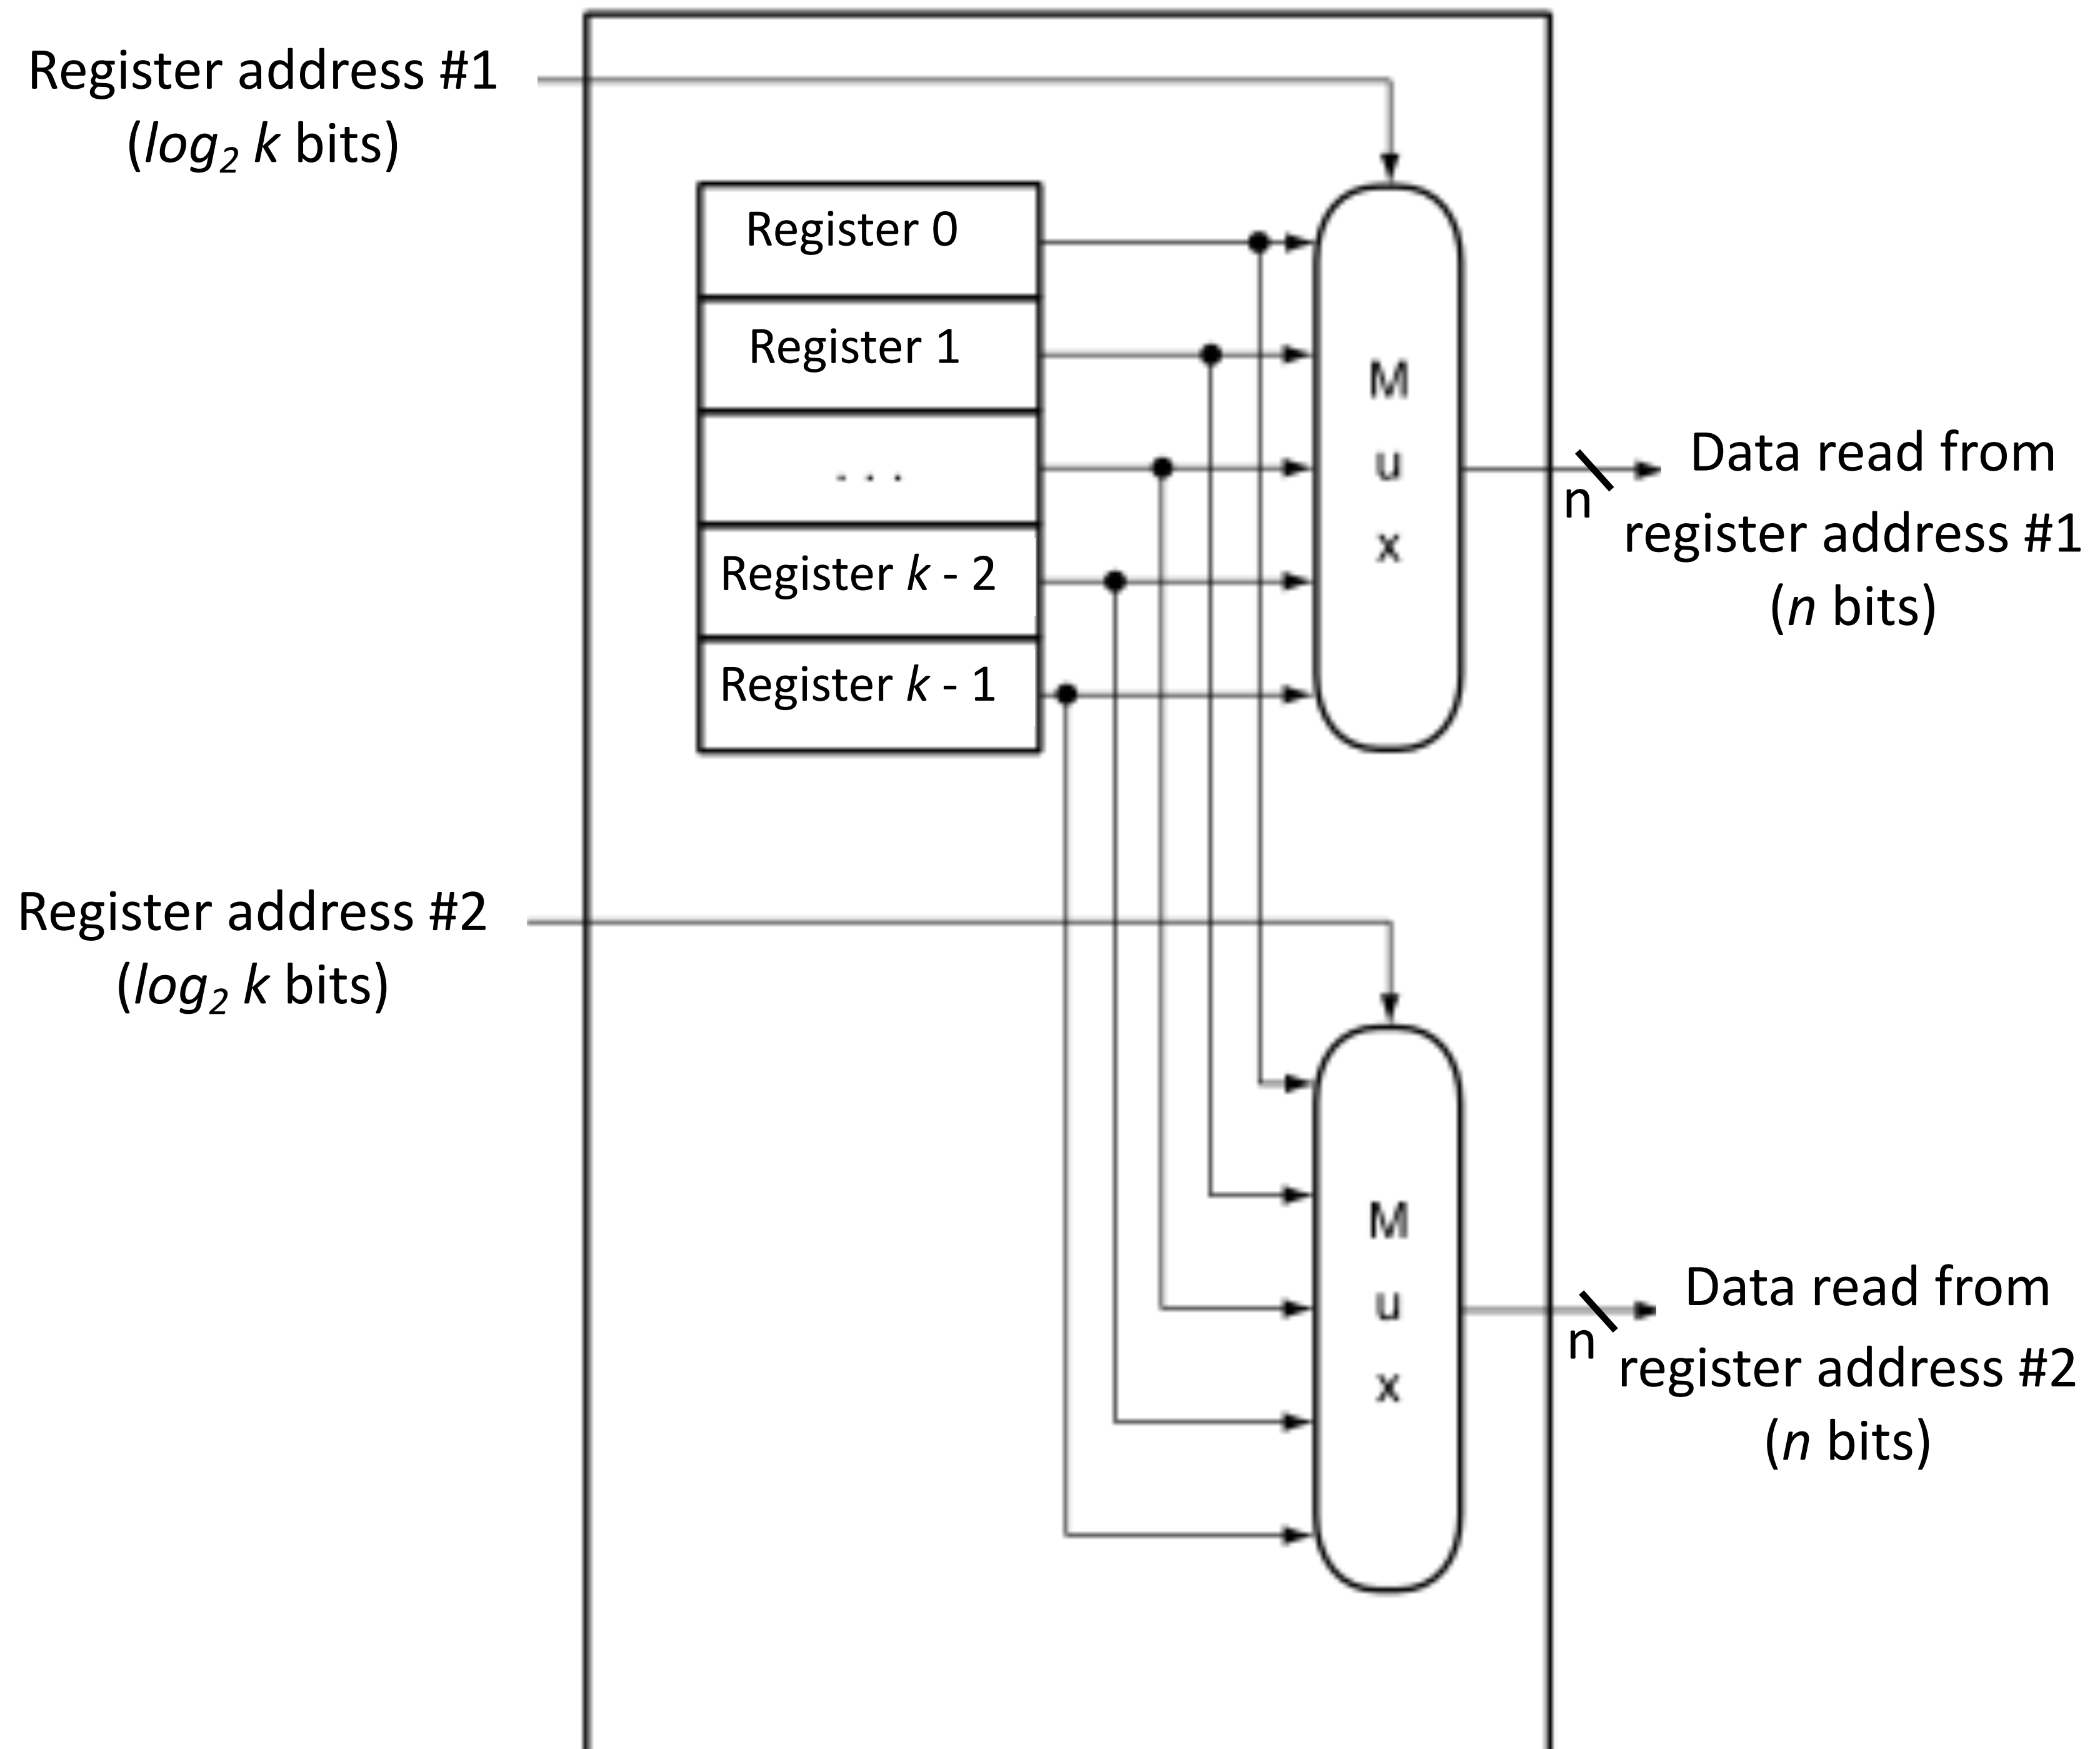 Register address #1
(log₂ k bits)
Register 0
Register 1
. . .
Register k - 2
Register k - 1
M
u
x
n
Data read from
register address #1
(n bits)
Register address #2
(log₂ k bits)
M
u
x
n
Data read from
register address #2
(n bits)